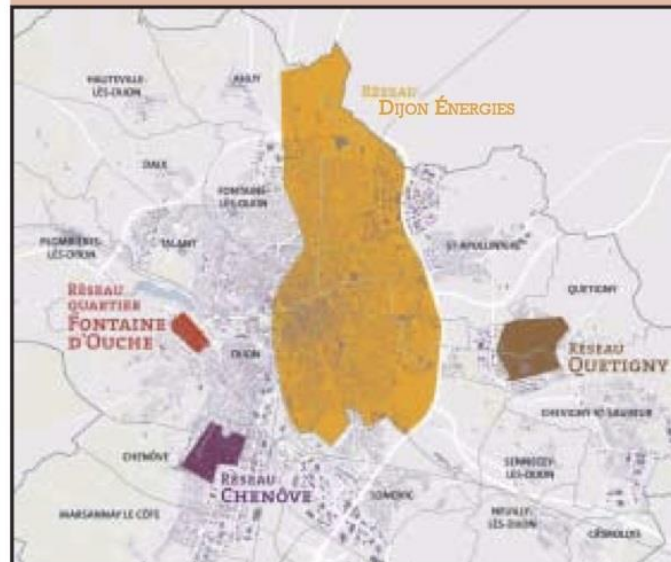 HAUTEVILLE-
LÈS-DIJON
AHUY
RÉSEAU
DIJON ÉNERGIES
DAIX
FONTAINE-
LÈS-DIJON
PLOMBIÈRES-
LÈS-DIJON
TALANT
ST-APOLLINAIRE
QUETIGNY
RÉSEAU
QUARTIER
FONTAINE
D'OUCHE
DIJON
RÉSEAU
QUETIGNY
CHEVIGNY-ST-SAUVEUR
CHENÔVE
RÉSEAU
CHENÔVE
SENNECEY-
LÈS-DIJON
LONGVIC
MARSANNAY LE CÔTE
NEUILLY-
LÈS-DIJON
CRIMOLOIS